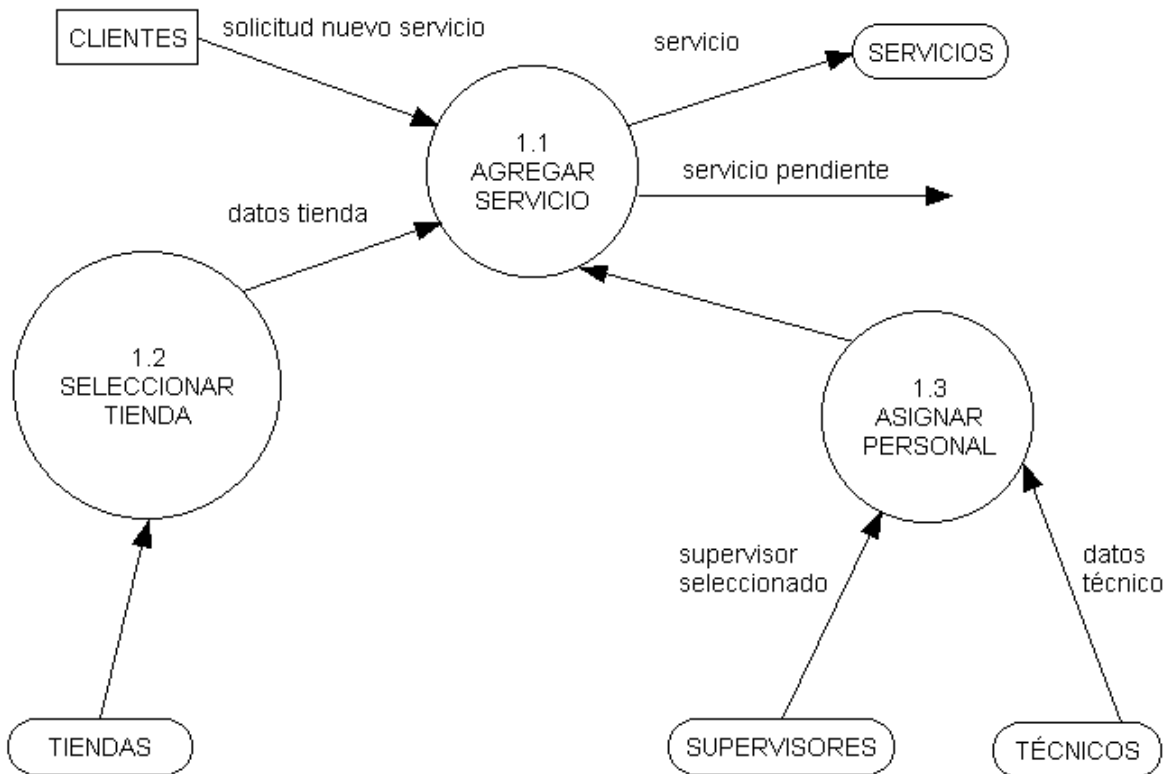 CLIENTES
solicitud nuevo servicio
servicio
SERVICIOS
1.1
AGREGAR
SERVICIO
servicio pendiente
datos tienda
1.2
SELECCIONAR
TIENDA
1.3
ASIGNAR
PERSONAL
supervisor
seleccionado
datos
técnico
TIENDAS
SUPERVISORES
TÉCNICOS